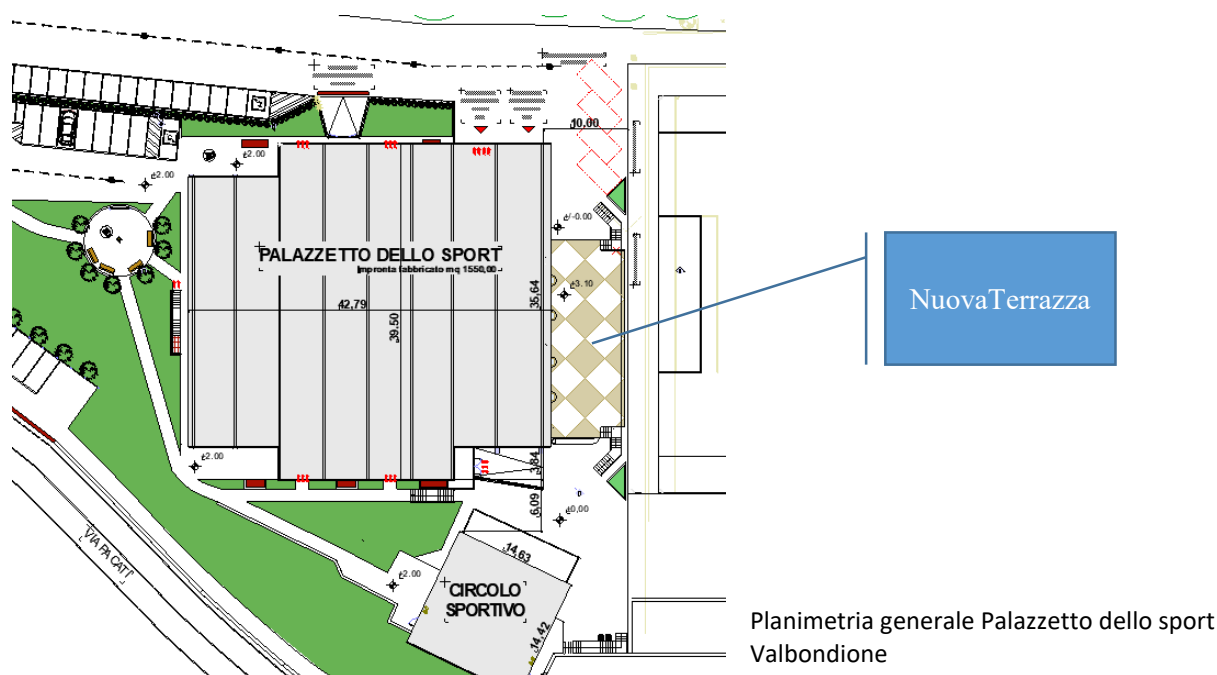 10.00
±2.00
±2.00
+/-0.00
PALAZZETTO DELLO SPORT
Impronta fabbricato mq 1550,00
±3.10
35,64
42,79
39.50
NuovaTerrazza
±2.00
3,84
6,09
±0,00
14,63
VIA PACATI
±2.00
CIRCOLO
SPORTIVO
14,42
Planimetria generale Palazzetto dello sport
Valbondione